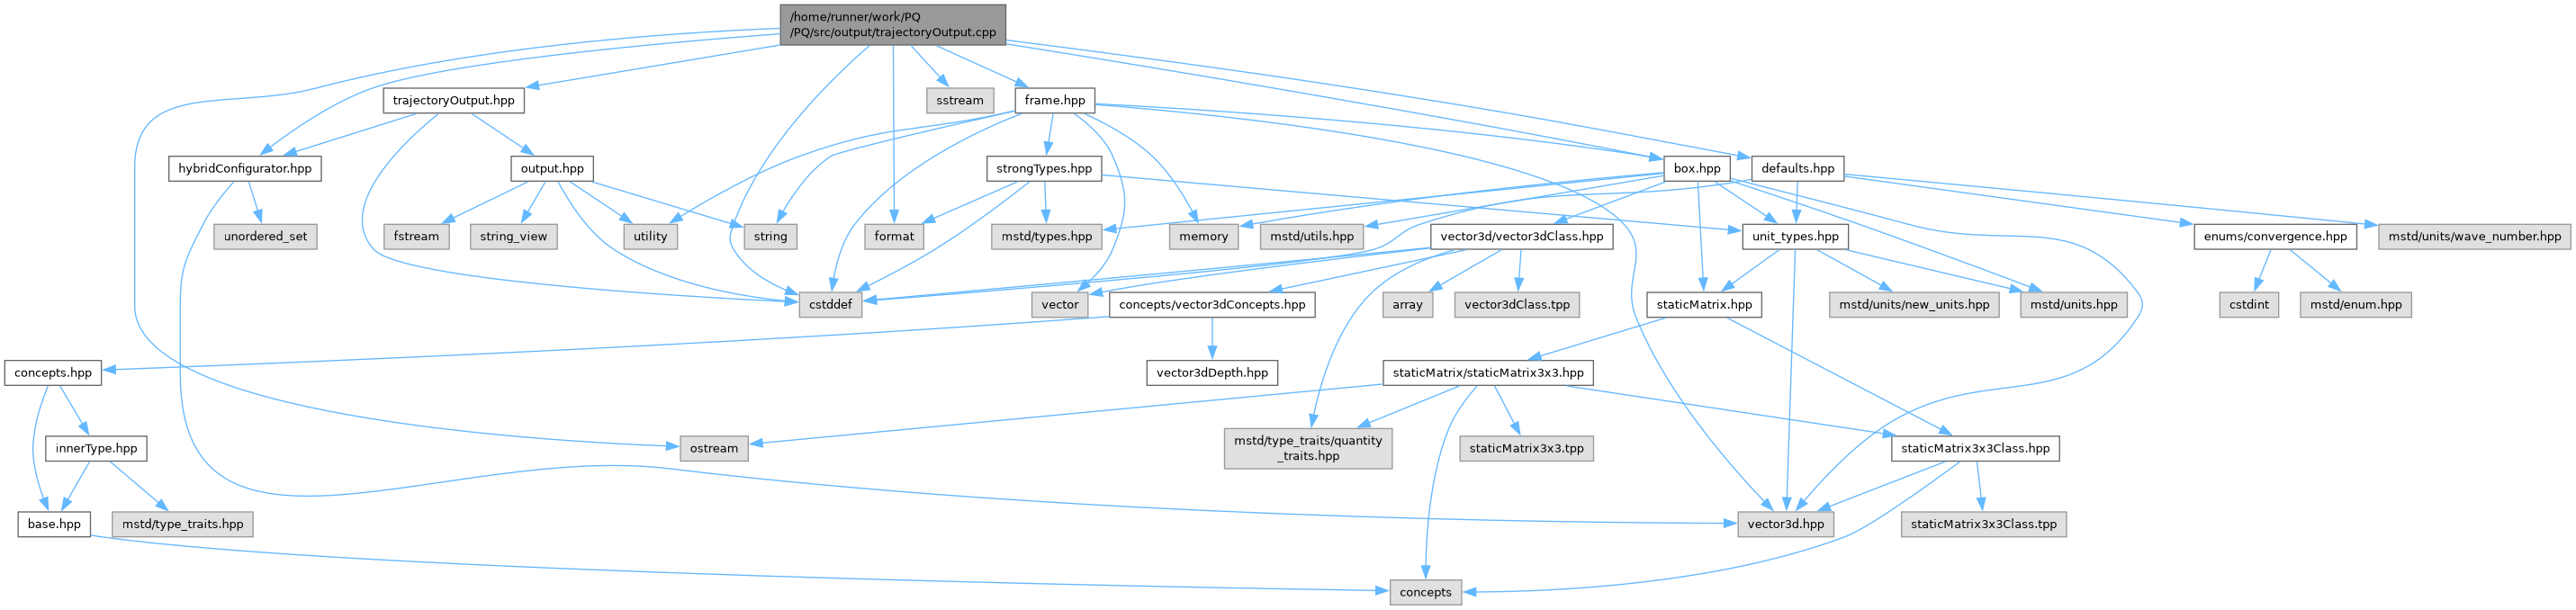 /home/runner/work/PQ
/PQ/src/output/trajectoryOutput.cpp
trajectoryOutput.hpp
sstream
frame.hpp
hybridConfigurator.hpp
output.hpp
strongTypes.hpp
box.hpp
defaults.hpp
unordered_set
fstream
string_view
utility
string
format
mstd/types.hpp
memory
mstd/utils.hpp
vector3d/vector3dClass.hpp
unit_types.hpp
enums/convergence.hpp
mstd/units/wave_number.hpp
cstddef
vector
concepts/vector3dConcepts.hpp
array
vector3dClass.tpp
staticMatrix.hpp
mstd/units/new_units.hpp
mstd/units.hpp
cstdint
mstd/enum.hpp
concepts.hpp
vector3dDepth.hpp
staticMatrix/staticMatrix3x3.hpp
innerType.hpp
ostream
mstd/type_traits/quantity
_traits.hpp
staticMatrix3x3.tpp
staticMatrix3x3Class.hpp
base.hpp
mstd/type_traits.hpp
vector3d.hpp
staticMatrix3x3Class.tpp
concepts